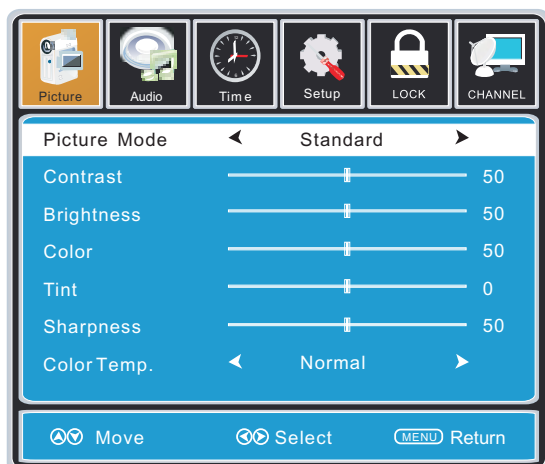 Picture Audio Time Setup LOCK CHANNEL
Picture Mode Standard
Contrast 50
Brightness 50
Color 50
Tint 0
Sharpness 50
Color Temp. Normal
Move Select MENU Return